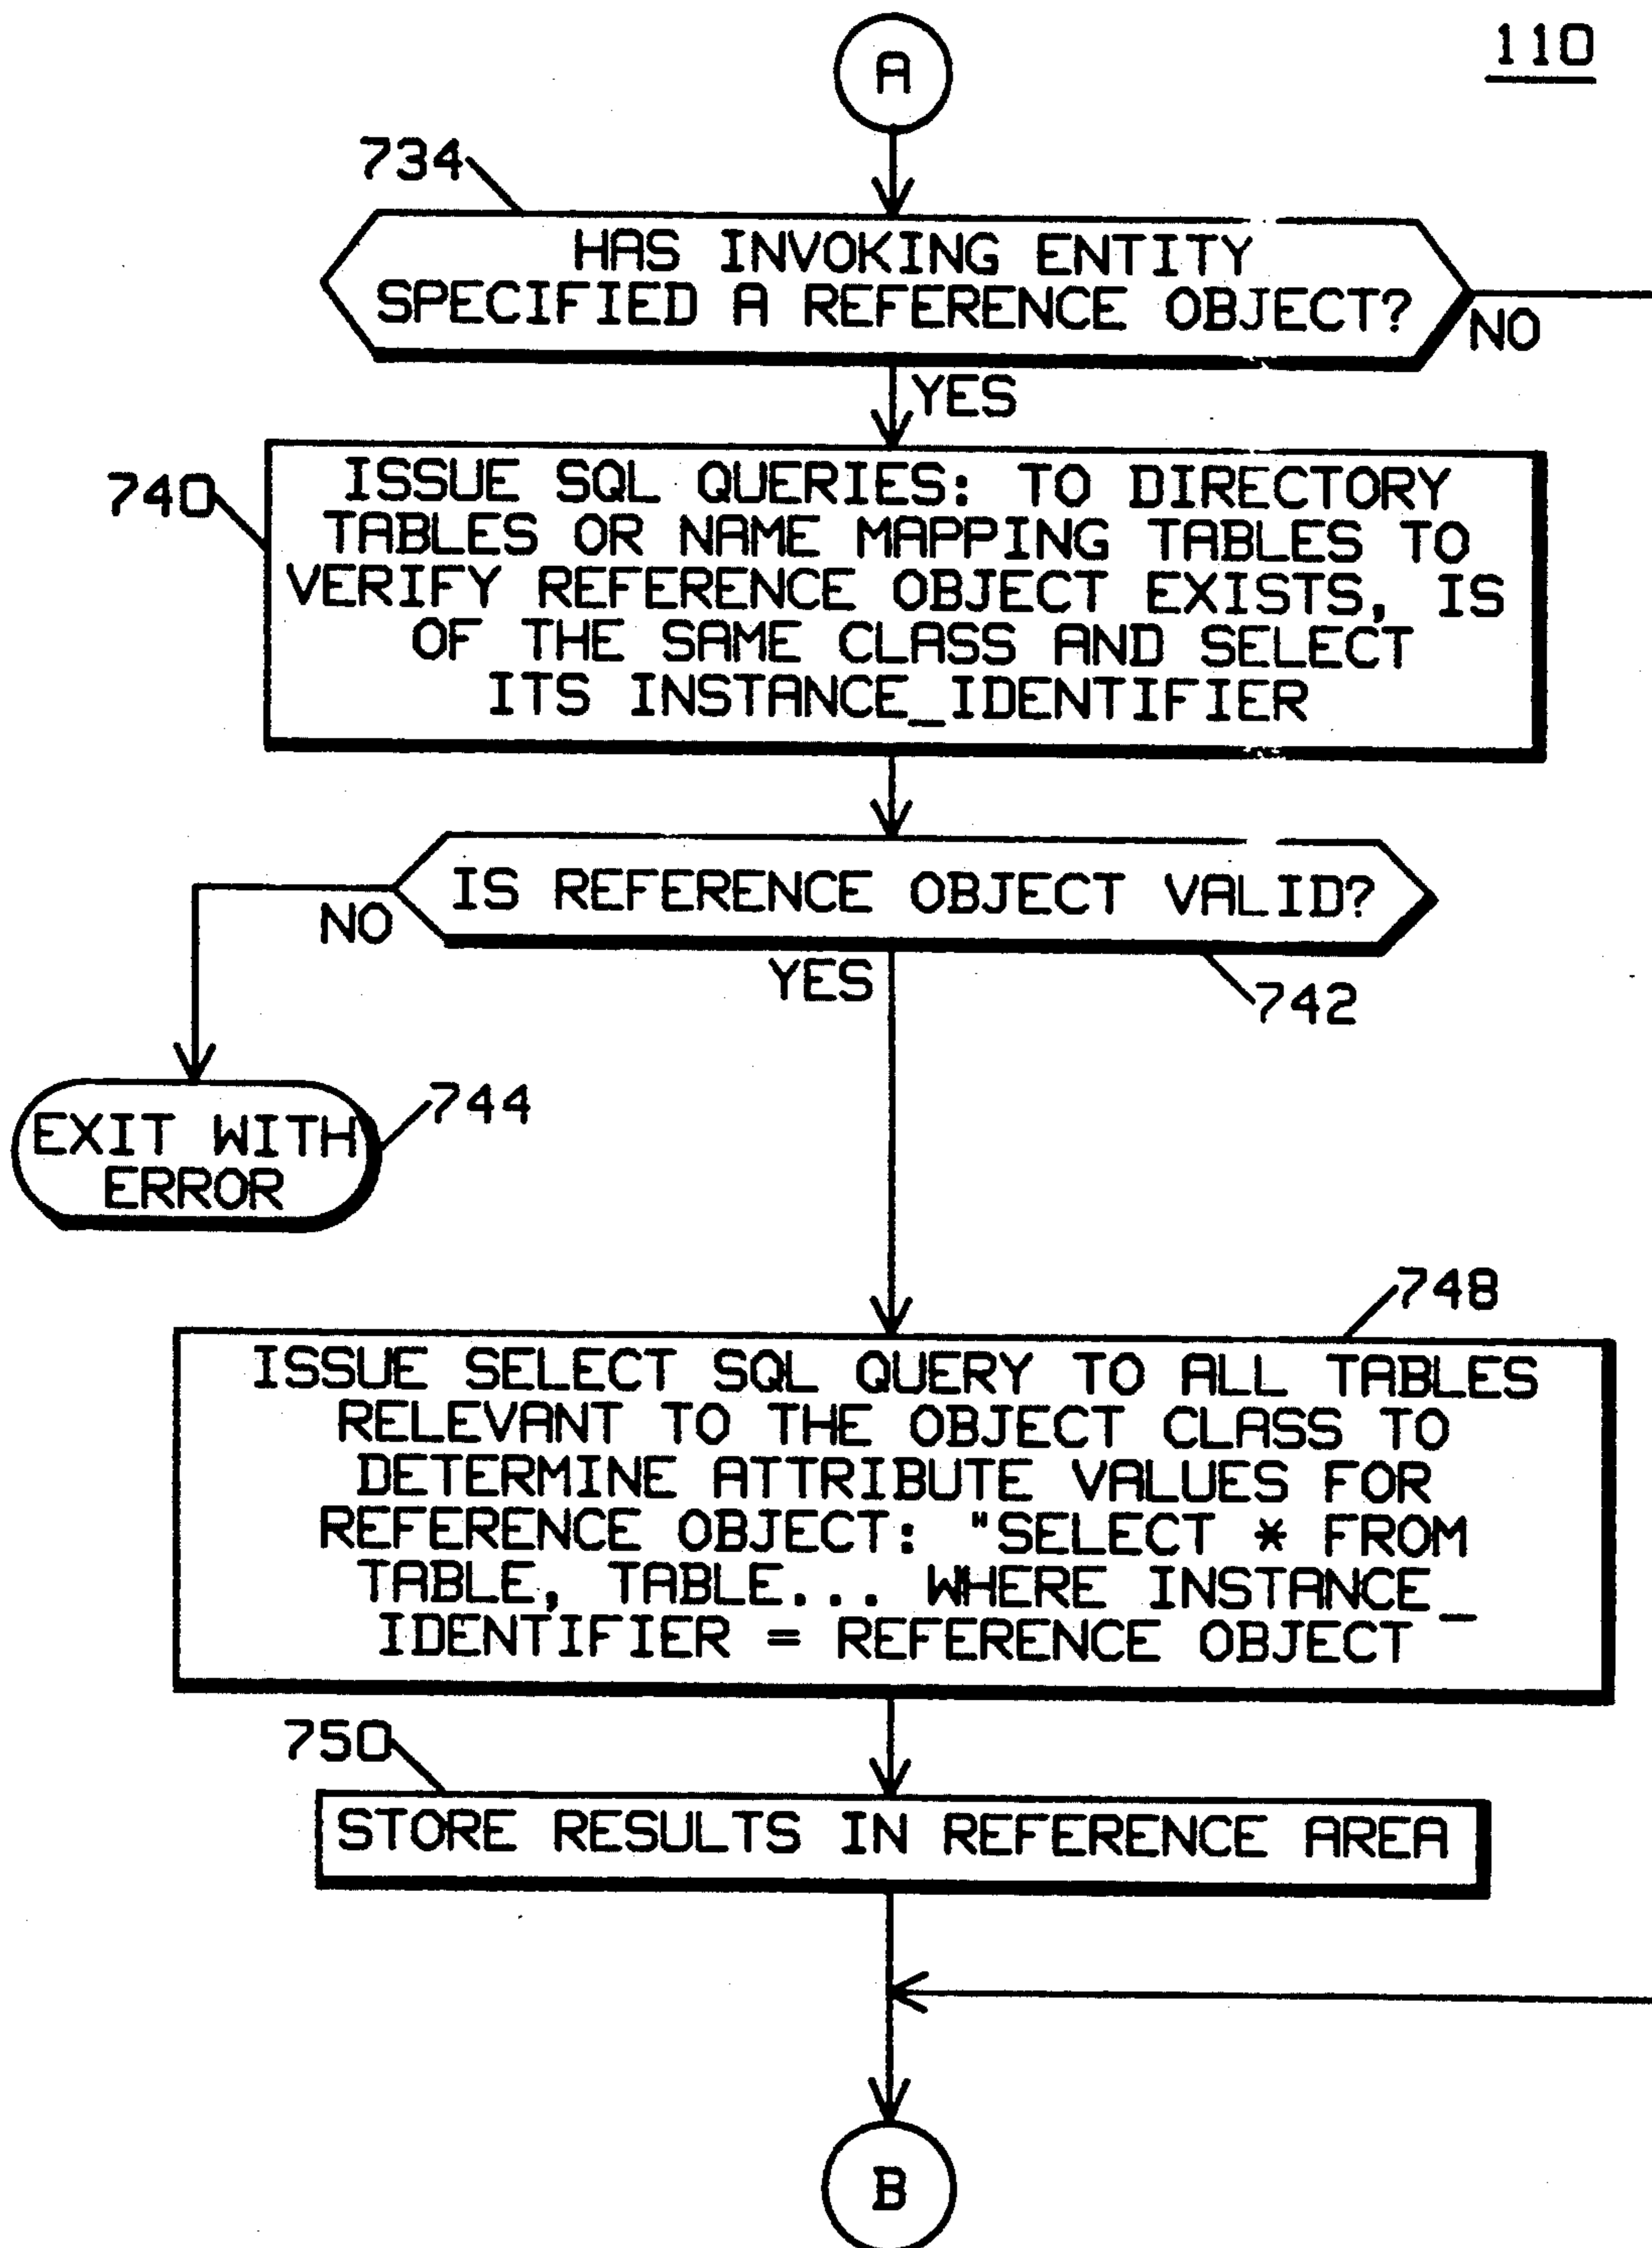 110
A
734
HAS INVOKING ENTITY
SPECIFIED A REFERENCE OBJECT?
NO
YES
740
ISSUE SQL QUERIES: TO DIRECTORY
TABLES OR NAME MAPPING TABLES TO
VERIFY REFERENCE OBJECT EXISTS, IS
OF THE SAME CLASS AND SELECT
ITS INSTANCE_IDENTIFIER
IS REFERENCE OBJECT VALID?
NO
YES
742
744
EXIT WITH
ERROR
748
ISSUE SELECT SQL QUERY TO ALL TABLES
RELEVANT TO THE OBJECT CLASS TO
DETERMINE ATTRIBUTE VALUES FOR
REFERENCE OBJECT: "SELECT * FROM
TABLE, TABLE... WHERE INSTANCE_
IDENTIFIER = REFERENCE OBJECT
750
STORE RESULTS IN REFERENCE AREA
B